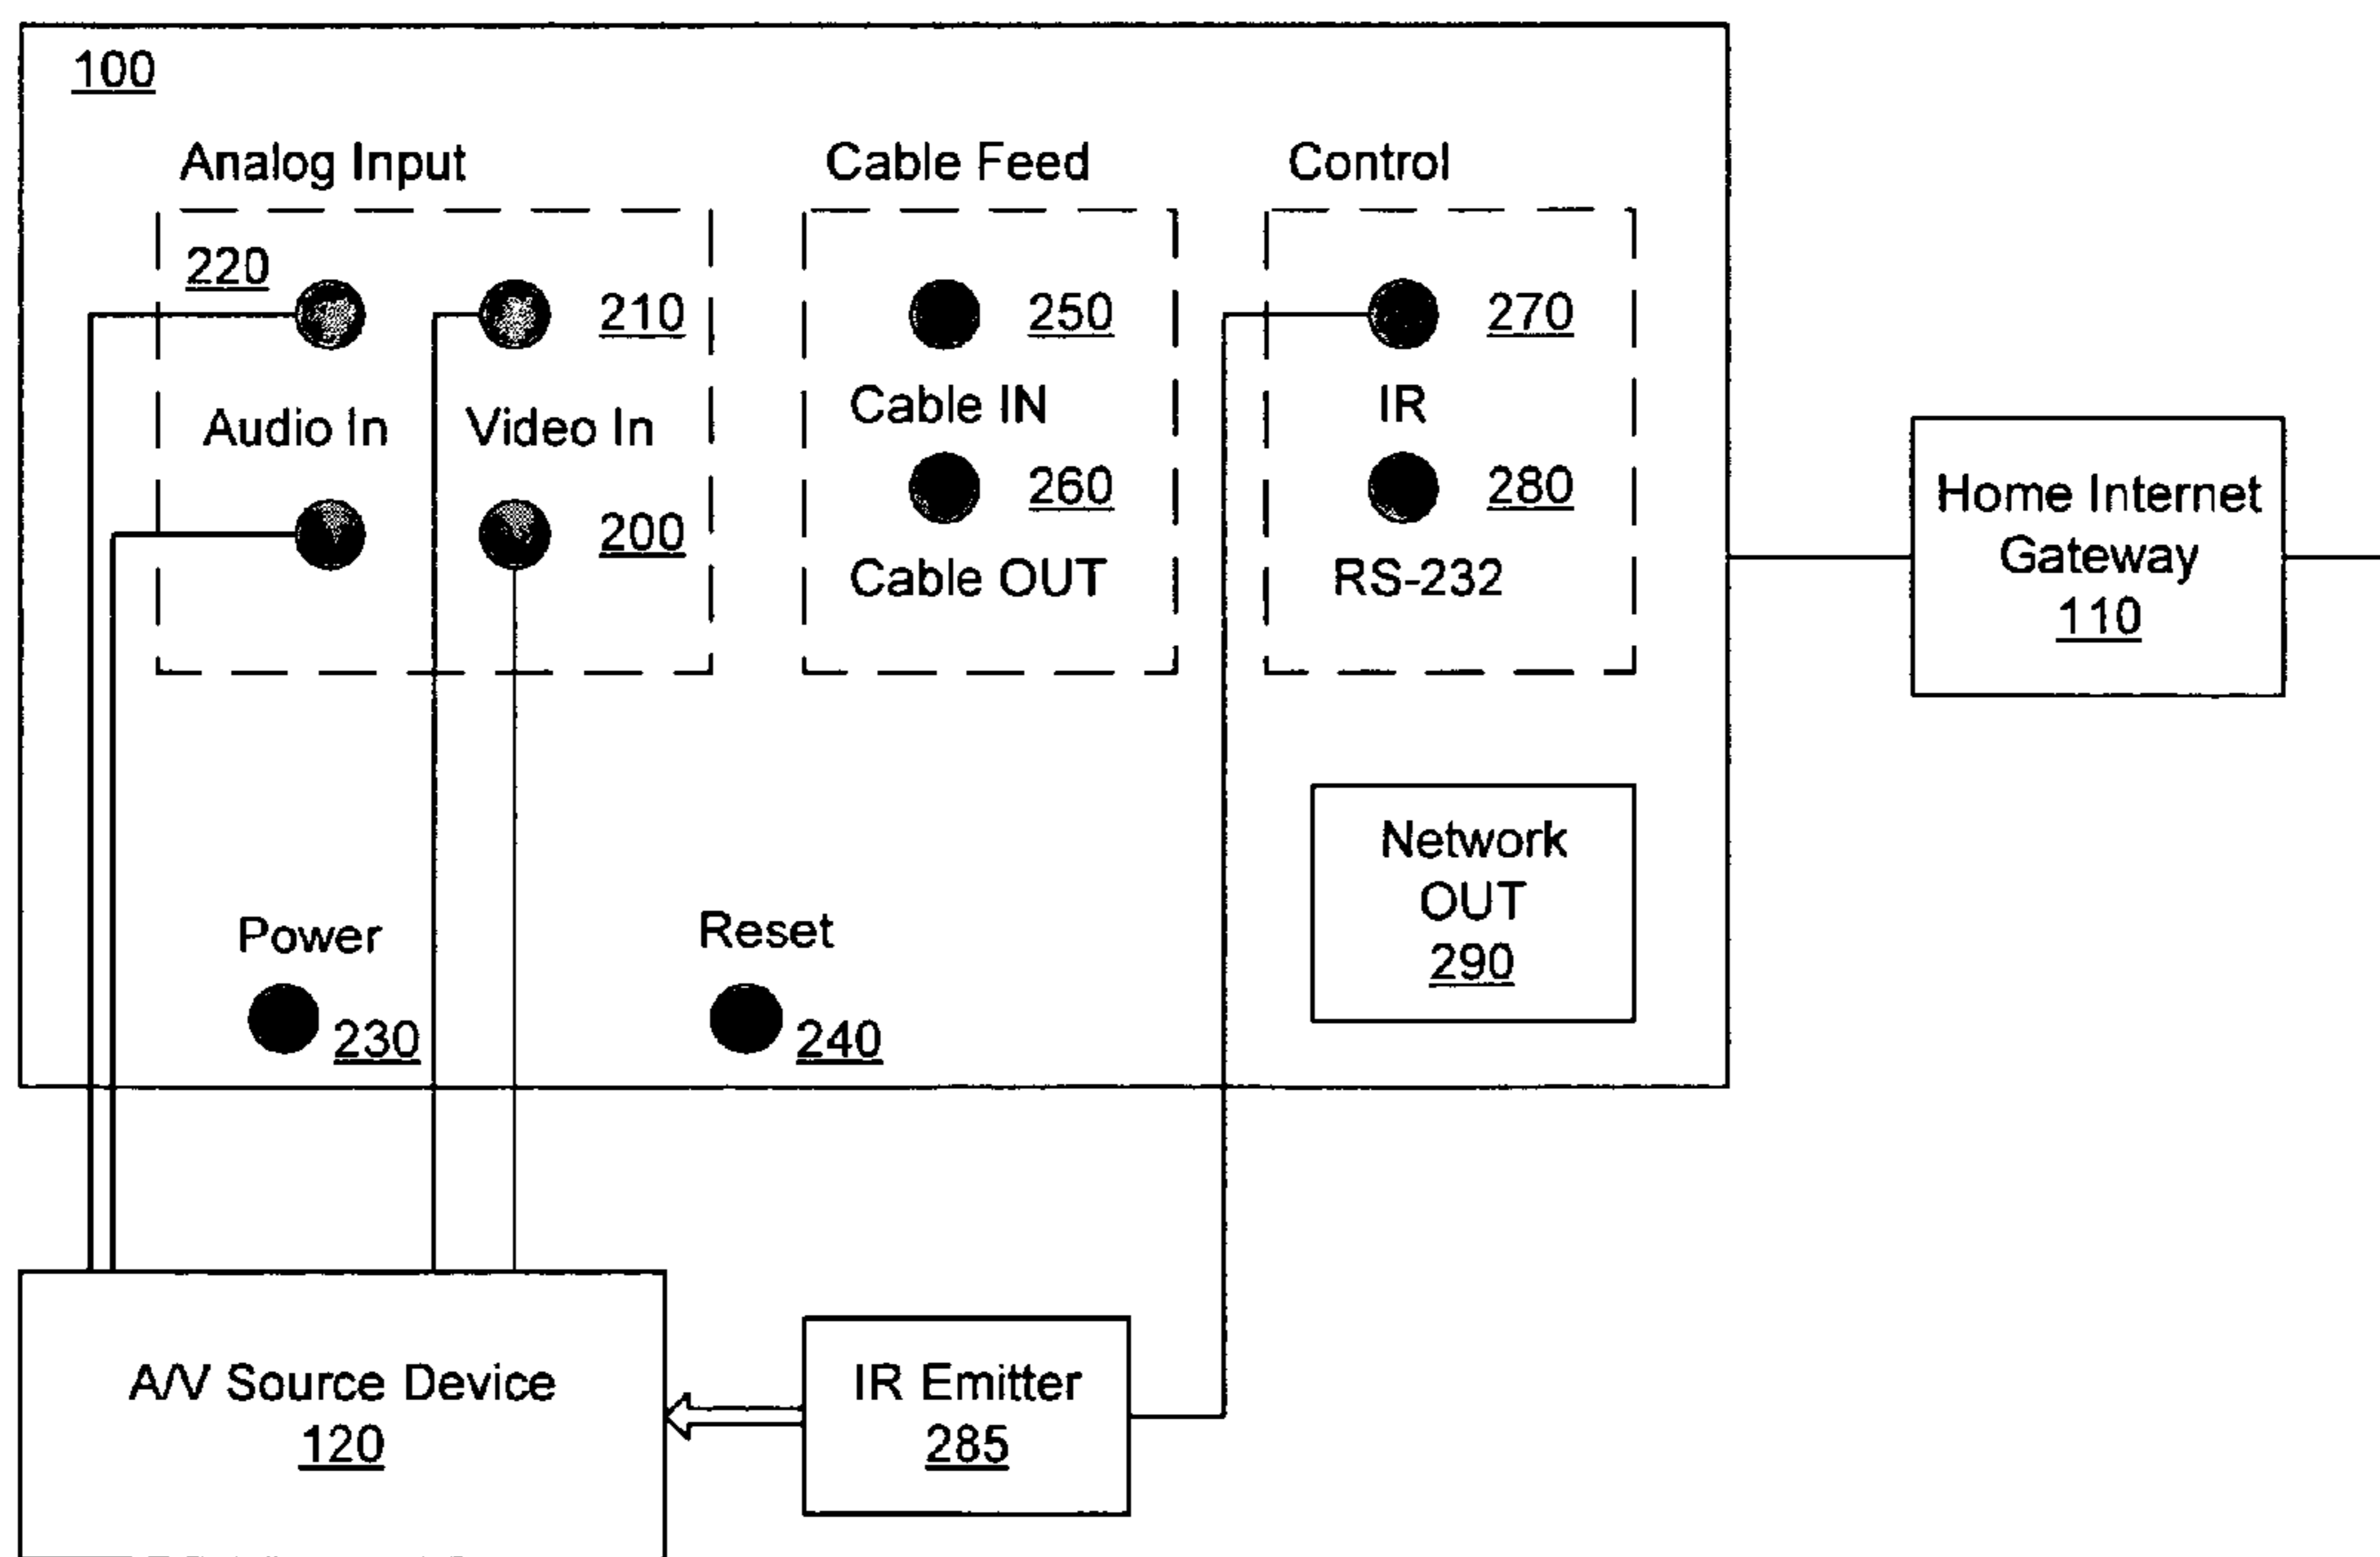 100
Analog Input
Cable Feed
Control
220
210
250
270
Audio In
Video In
Cable IN
IR
200
260
280
Cable OUT
RS-232
Home Internet
Gateway
110
Network
OUT
290
Power
230
Reset
240
A/V Source Device
120
IR Emitter
285